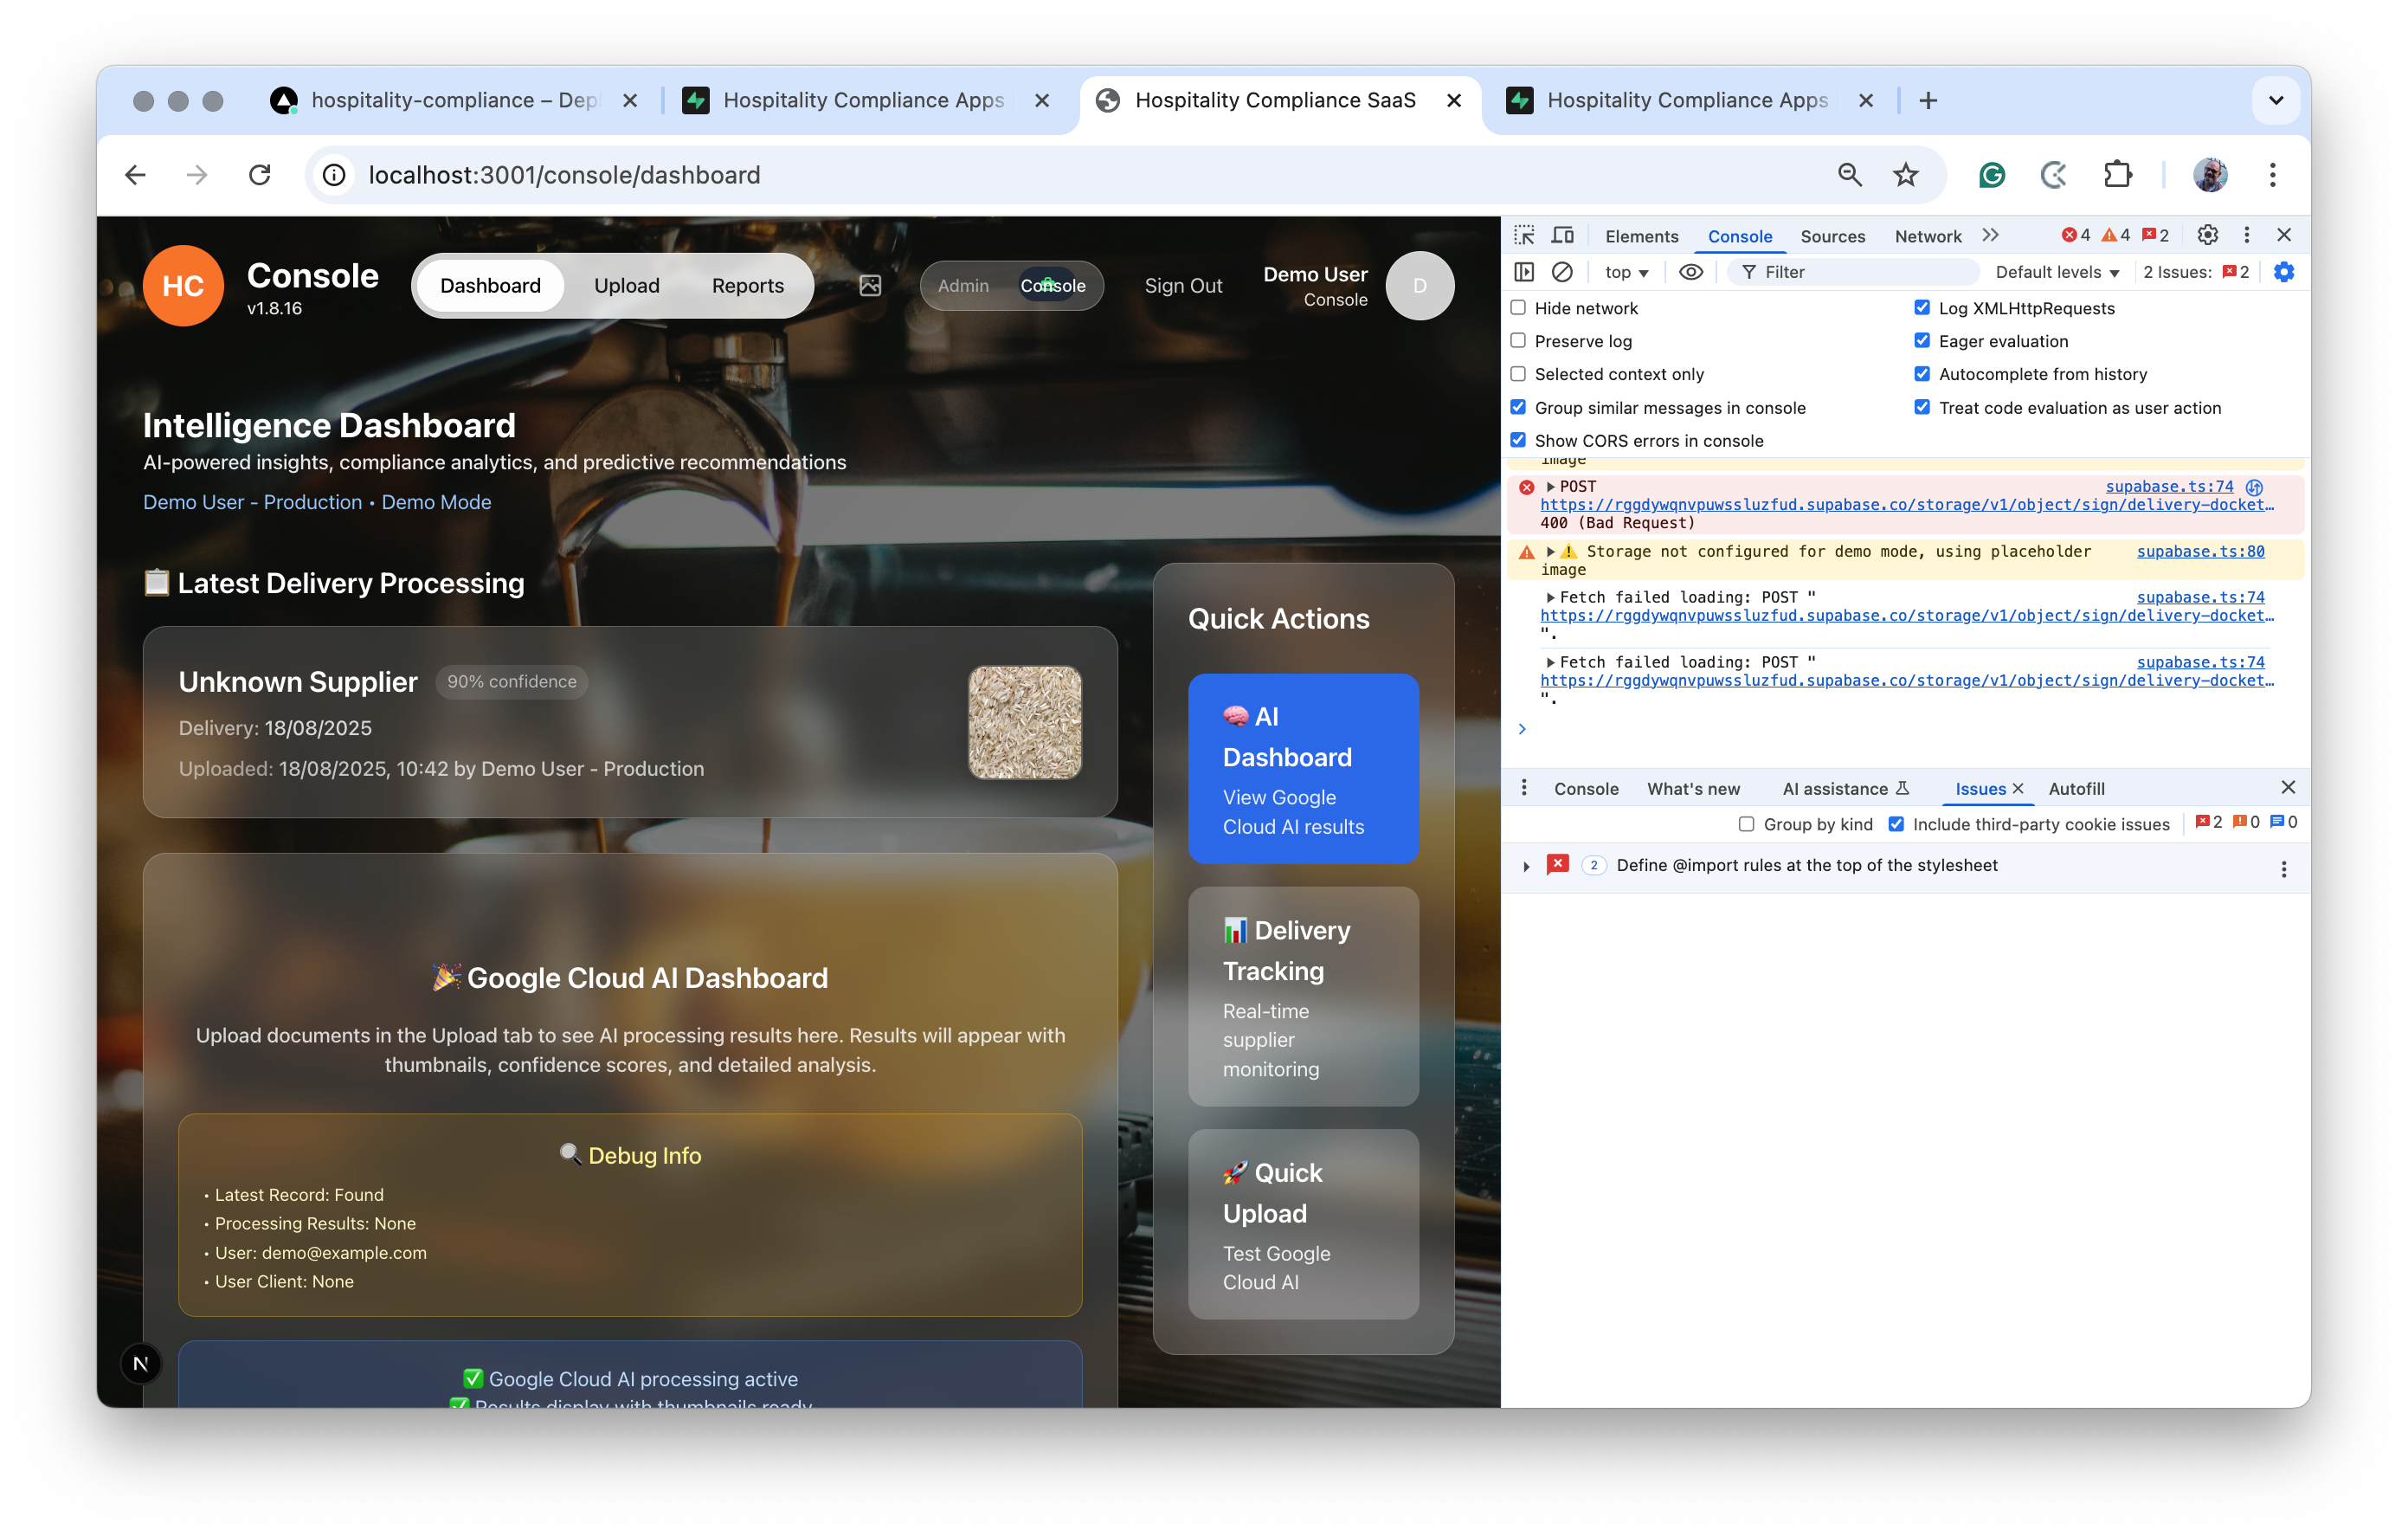 hospitality-compliance – Dep
Hospitality Compliance Apps
Hospitality Compliance SaaS
Hospitality Compliance Apps
localhost:3001/console/dashboard
HC
Console
v1.8.16
Dashboard
Upload
Reports
Admin
Console
Sign Out
Demo User
Console
D
Intelligence Dashboard
AI-powered insights, compliance analytics, and predictive recommendations
Demo User - Production • Demo Mode
📋 Latest Delivery Processing
Unknown Supplier
90% confidence
Delivery: 18/08/2025
Uploaded: 18/08/2025, 10:42 by Demo User - Production
🎉 Google Cloud AI Dashboard
Upload documents in the Upload tab to see AI processing results here. Results will appear with
thumbnails, confidence scores, and detailed analysis.
🔍 Debug Info
• Latest Record: Found
• Processing Results: None
• User: demo@example.com
• User Client: None
✅ Google Cloud AI processing active
✅ Results display with thumbnails ready
N
Quick Actions
🧠 AI
Dashboard
View Google
Cloud AI results
📊 Delivery
Tracking
Real-time
supplier
monitoring
🚀 Quick
Upload
Test Google
Cloud AI
Elements
Console
Sources
Network
4
4
2
top
Filter
Default levels
2 Issues:
2
Hide network
Log XMLHttpRequests
Preserve log
Eager evaluation
Selected context only
Autocomplete from history
Group similar messages in console
Treat code evaluation as user action
Show CORS errors in console
image
POST supabase.ts:74
https://rggdywqnvpuwssluzfud.supabase.co/storage/v1/object/sign/delivery-docket…
400 (Bad Request)
⚠️ Storage not configured for demo mode, using placeholder supabase.ts:80
image
Fetch failed loading: POST " supabase.ts:74
https://rggdywqnvpuwssluzfud.supabase.co/storage/v1/object/sign/delivery-docket…
".
Fetch failed loading: POST " supabase.ts:74
https://rggdywqnvpuwssluzfud.supabase.co/storage/v1/object/sign/delivery-docket…
".
Console
What's new
AI assistance
Issues
Autofill
Group by kind
Include third-party cookie issues
2
0
0
2
Define @import rules at the top of the stylesheet